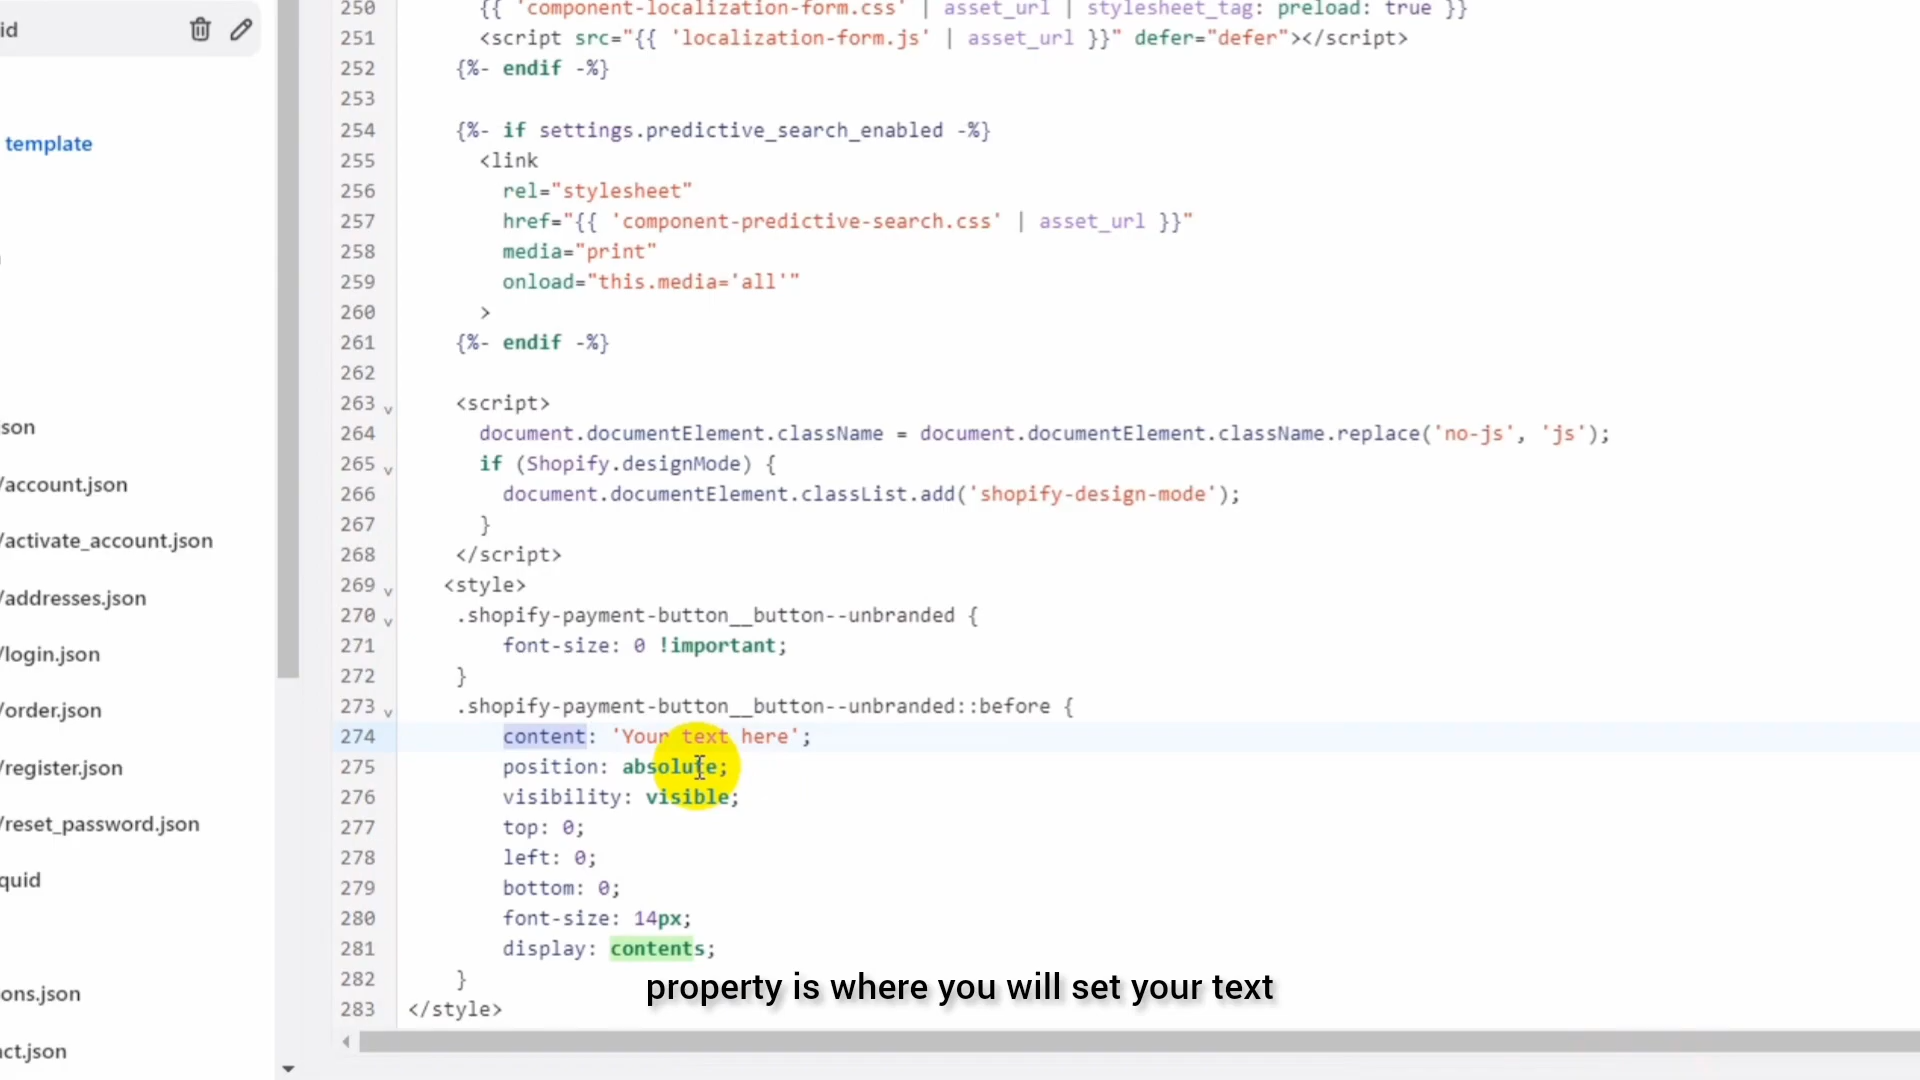 id
template
son
/account.json
/activate_account.json
/addresses.json
/login.json
/order.json
/register.json
/reset_password.json
quid
ons.json
act.json
250 {{ 'component-localization-form.css' | asset_url | stylesheet_tag: preload: true }}
251 <script src="{{ 'localization-form.js' | asset_url }}" defer="defer"></script>
252 {%- endif -%}
253
254 {%- if settings.predictive_search_enabled -%}
255 <link
256 rel="stylesheet"
257 href="{{ 'component-predictive-search.css' | asset_url }}"
258 media="print"
259 onload="this.media='all'"
260 >
261 {%- endif -%}
262
263 <script>
264 document.documentElement.className = document.documentElement.className.replace('no-js', 'js');
265 if (Shopify.designMode) {
266 document.documentElement.classList.add('shopify-design-mode');
267 }
268 </script>
269 <style>
270 .shopify-payment-button__button--unbranded {
271 font-size: 0 !important;
272 }
273 .shopify-payment-button__button--unbranded::before {
274 content: 'Your text here';
275 position: absolute;
276 visibility: visible;
277 top: 0;
278 left: 0;
279 bottom: 0;
280 font-size: 14px;
281 display: contents;
282 }
283 </style>
property is where you will set your text